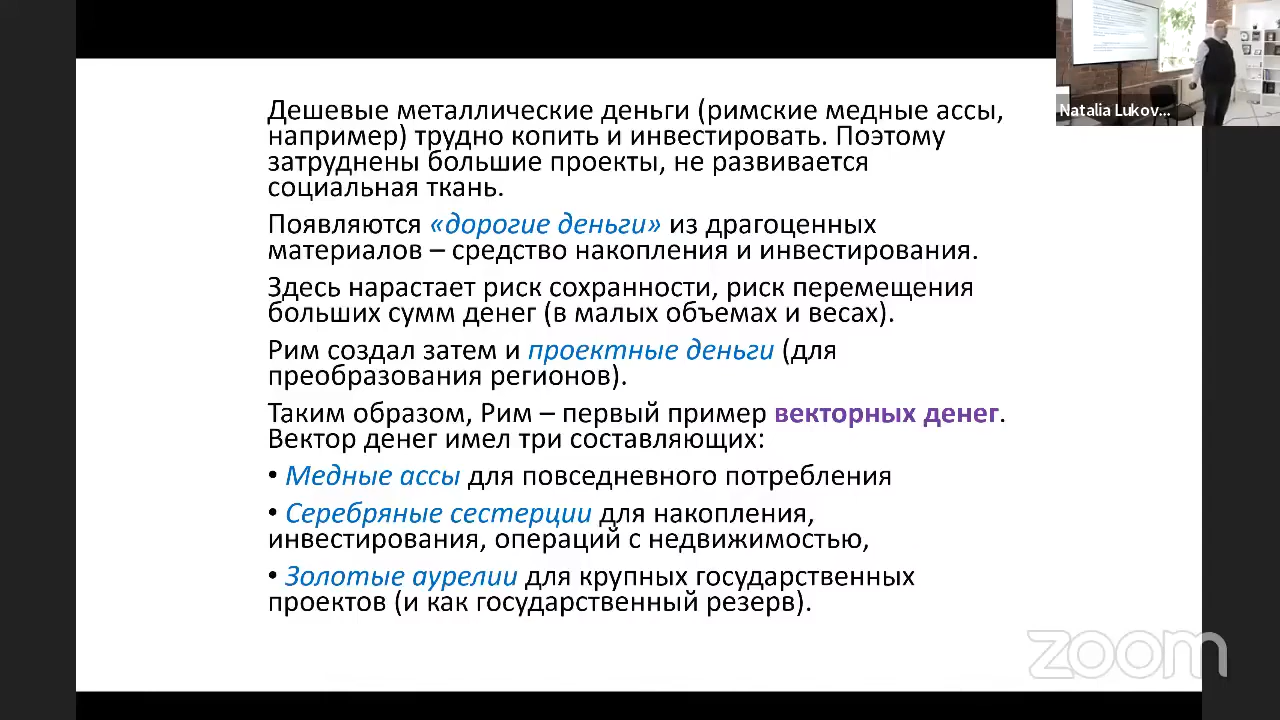 Дешевые металлические деньги (римские медные ассы,
например) трудно копить и инвестировать. Поэтому
затруднены большие проекты, не развивается
социальная ткань.
Появляются «дорогие деньги» из драгоценных
материалов – средство накопления и инвестирования.
Здесь нарастает риск сохранности, риск перемещения
больших сумм денег (в малых объемах и весах).
Рим создал затем и проектные деньги (для
преобразования регионов).
Таким образом, Рим – первый пример векторных денег.
Вектор денег имел три составляющих:
• Медные ассы для повседневного потребления
• Серебряные сестерции для накопления,
инвестирования, операций с недвижимостью,
• Золотые аурелии для крупных государственных
проектов (и как государственный резерв).
Natalia Lukov...
zoom